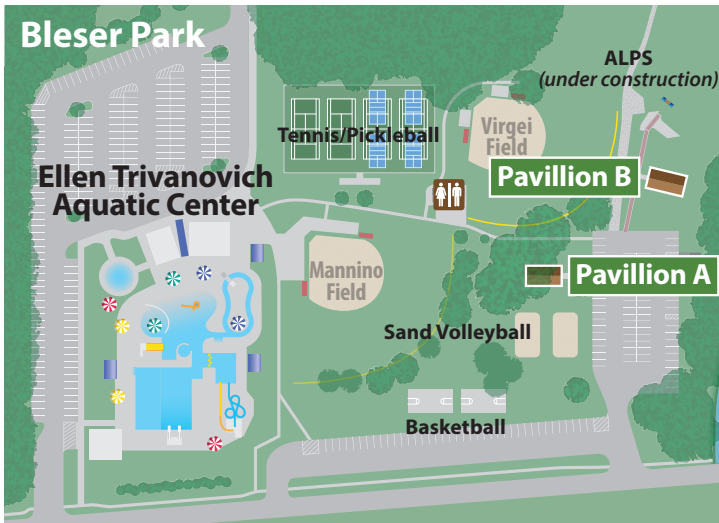 Bleser Park
ALPS
(under construction)
Tennis/Pickleball
Virgei
Field
Ellen Trivanovich
Aquatic Center
Pavillion B
Mannino
Field
Pavillion A
Sand Volleyball
Basketball